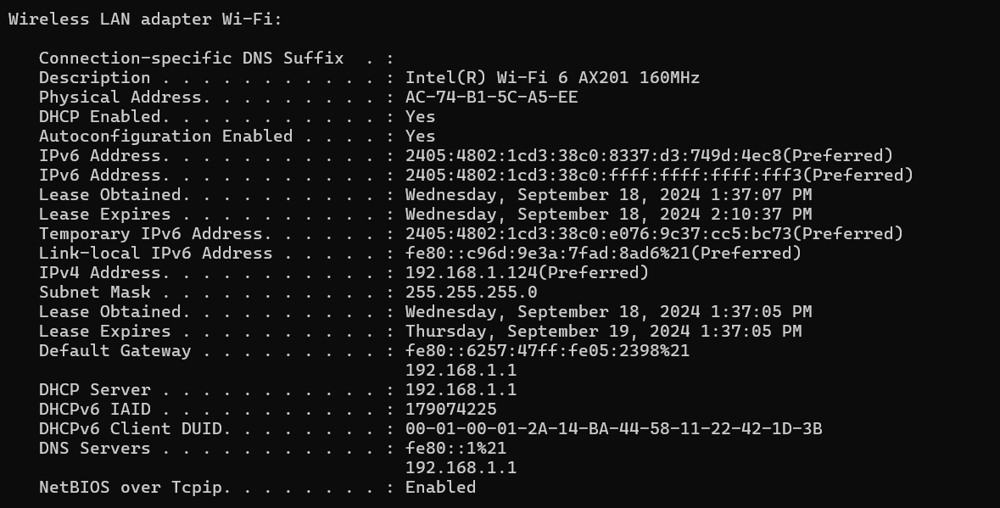 Wireless LAN adapter Wi-Fi:
Connection-specific DNS Suffix  . :
Description . . . . . . . . . . . : Intel(R) Wi-Fi 6 AX201 160MHz
Physical Address. . . . . . . . . : AC-74-B1-5C-A5-EE
DHCP Enabled. . . . . . . . . . . : Yes
Autoconfiguration Enabled . . . . : Yes
IPv6 Address. . . . . . . . . . . : 2405:4802:1cd3:38c0:8337:d3:749d:4ec8(Preferred)
IPv6 Address. . . . . . . . . . . : 2405:4802:1cd3:38c0:ffff:ffff:ffff:fff3(Preferred)
Lease Obtained. . . . . . . . . . : Wednesday, September 18, 2024 1:37:07 PM
Lease Expires . . . . . . . . . . : Wednesday, September 18, 2024 2:10:37 PM
Temporary IPv6 Address. . . . . . : 2405:4802:1cd3:38c0:e076:9c37:cc5:bc73(Preferred)
Link-local IPv6 Address . . . . . : fe80::c96d:9e3a:7fad:8ad6%21(Preferred)
IPv4 Address. . . . . . . . . . . : 192.168.1.124(Preferred)
Subnet Mask . . . . . . . . . . . : 255.255.255.0
Lease Obtained. . . . . . . . . . : Wednesday, September 18, 2024 1:37:05 PM
Lease Expires . . . . . . . . . . : Thursday, September 19, 2024 1:37:05 PM
Default Gateway . . . . . . . . . : fe80::6257:47ff:fe05:2398%21
192.168.1.1
DHCP Server . . . . . . . . . . . : 192.168.1.1
DHCPv6 IAID . . . . . . . . . . . : 179074225
DHCPv6 Client DUID. . . . . . . . : 00-01-00-01-2A-14-BA-44-58-11-22-42-1D-3B
DNS Servers . . . . . . . . . . . : fe80::1%21
192.168.1.1
NetBIOS over Tcpip. . . . . . . . : Enabled